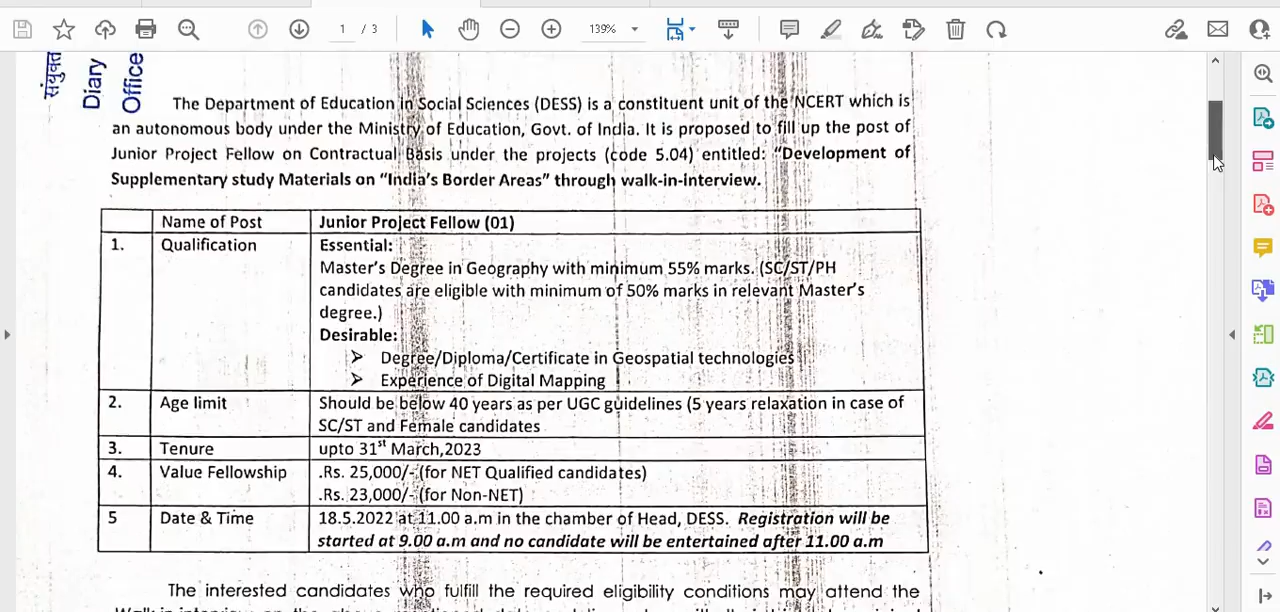 1 / 3
139%
संयुक्त
Diary
Office
The Department of Education in Social Sciences (DESS) is a constituent unit of the NCERT which is
an autonomous body under the Ministry of Education, Govt. of India. It is proposed to fill up the post of
Junior Project Fellow on Contractual Basis under the projects (code 5.04) entitled: “Development of
Supplementary study Materials on “India’s Border Areas” through walk-in-interview.
Name of Post Junior Project Fellow (01)
1. Qualification Essential:
Master’s Degree in Geography with minimum 55% marks. (SC/ST/PH
candidates are eligible with minimum of 50% marks in relevant Master’s
degree.)
Desirable:
➤ Degree/Diploma/Certificate in Geospatial technologies
➤ Experience of Digital Mapping
2. Age limit Should be below 40 years as per UGC guidelines (5 years relaxation in case of
SC/ST and Female candidates
3. Tenure upto 31st March,2023
4. Value Fellowship .Rs. 25,000/- (for NET Qualified candidates)
.Rs. 23,000/- (for Non-NET)
5 Date & Time 18.5.2022 at 11.00 a.m in the chamber of Head, DESS. Registration will be
started at 9.00 a.m and no candidate will be entertained after 11.00 a.m
The interested candidates who fulfill the required eligibility conditions may attend the